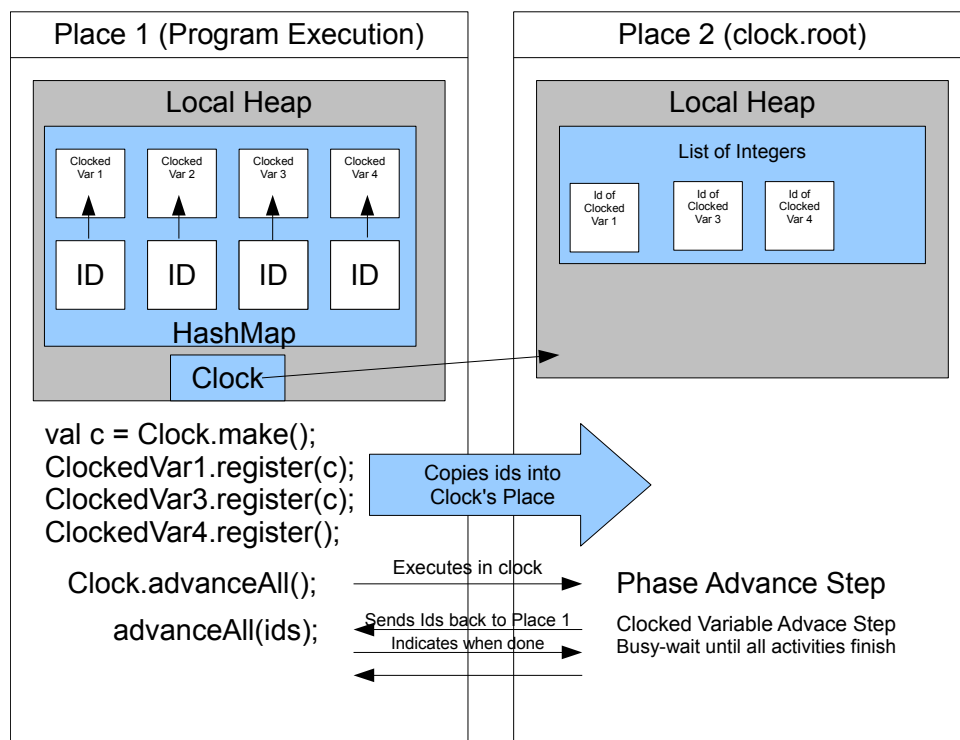 Place 1 (Program Execution)
Place 2 (clock.root)
Local Heap
Clocked
Var 1
Clocked
Var 2
Clocked
Var 3
Clocked
Var 4
ID
ID
ID
ID
HashMap
Clock
Local Heap
List of Integers
Id of
Clocked
Var 1
Id of
Clocked
Var 3
Id of
Clocked
Var 4
val c = Clock.make();
ClockedVar1.register(c);
ClockedVar3.register(c);
ClockedVar4.register();
Copies ids into
Clock's Place
Clock.advanceAll();
Executes in clock
Phase Advance Step
advanceAll(ids);
Sends Ids back to Place 1
Indicates when done
Clocked Variable Advace Step
Busy-wait until all activities finish